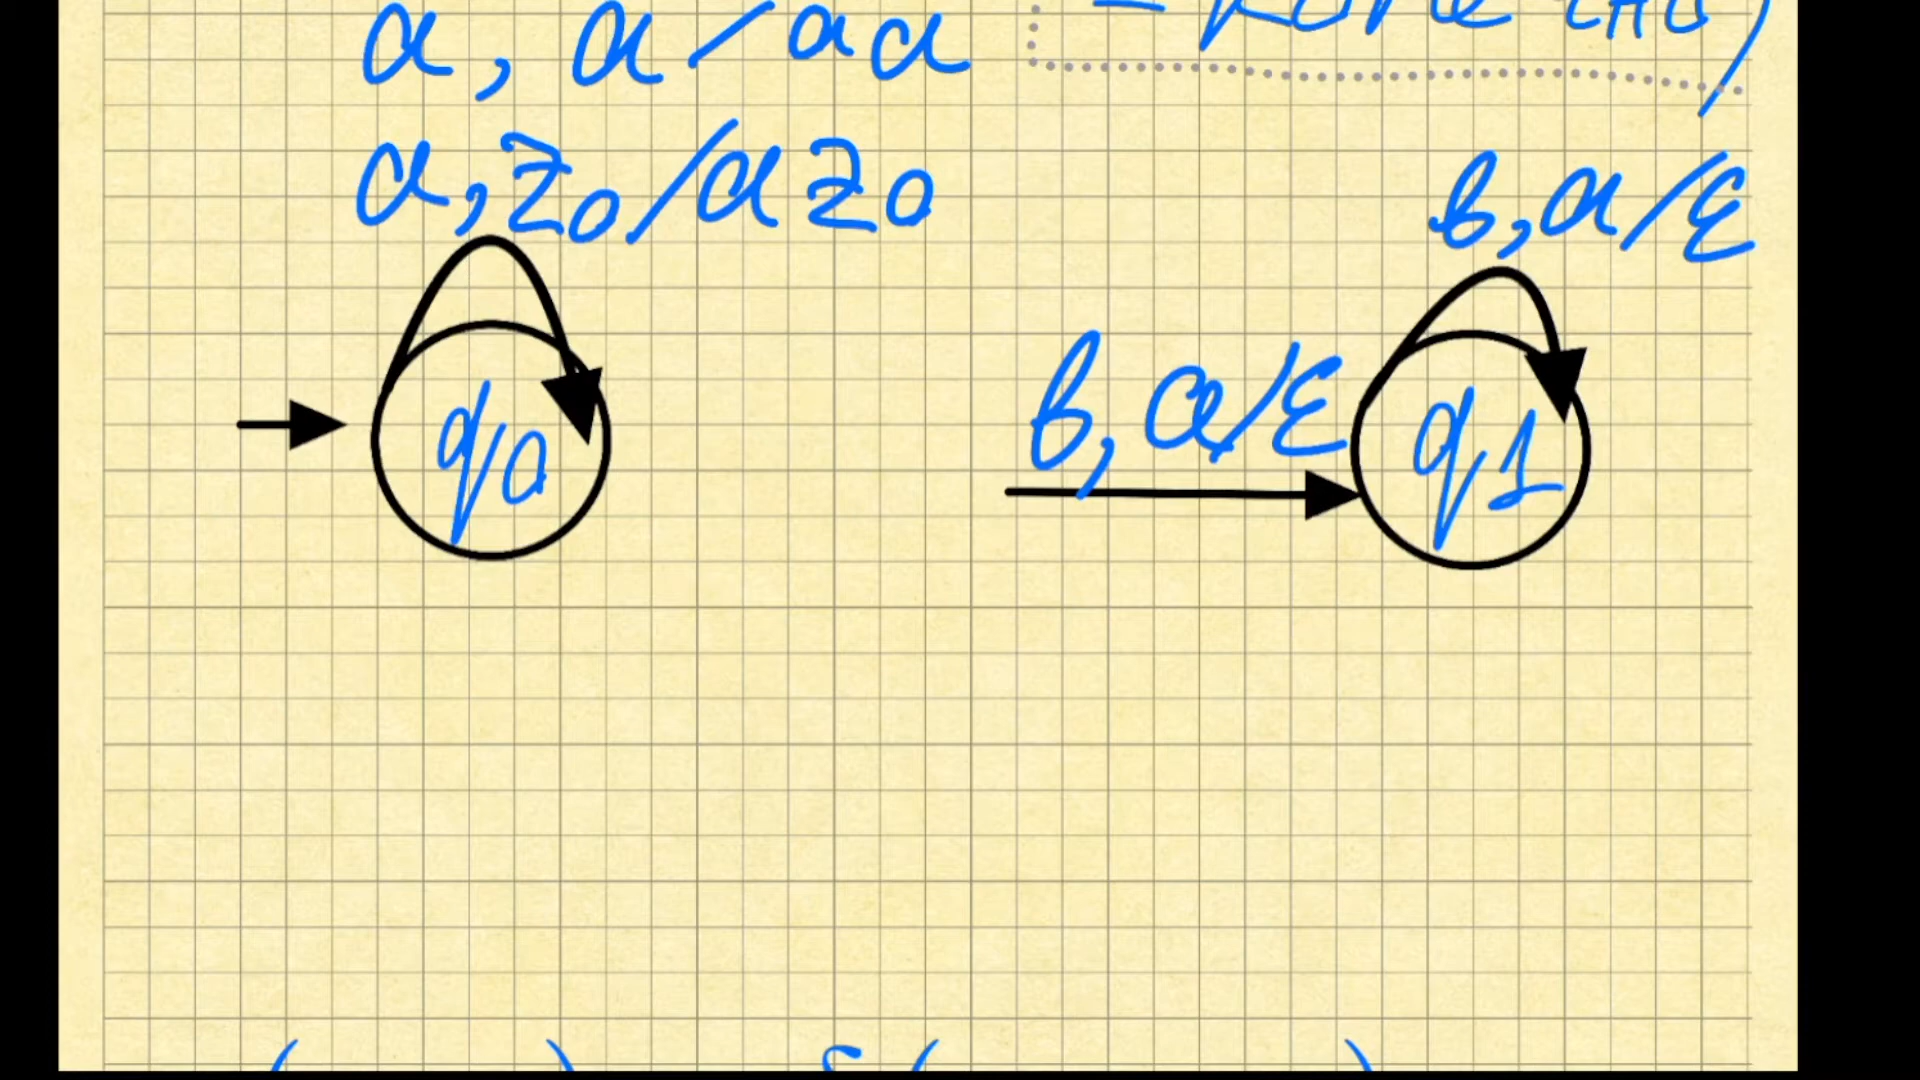 a, a/aa
a, z0/az0
b, a/ε
b, a/ε
q0
q1